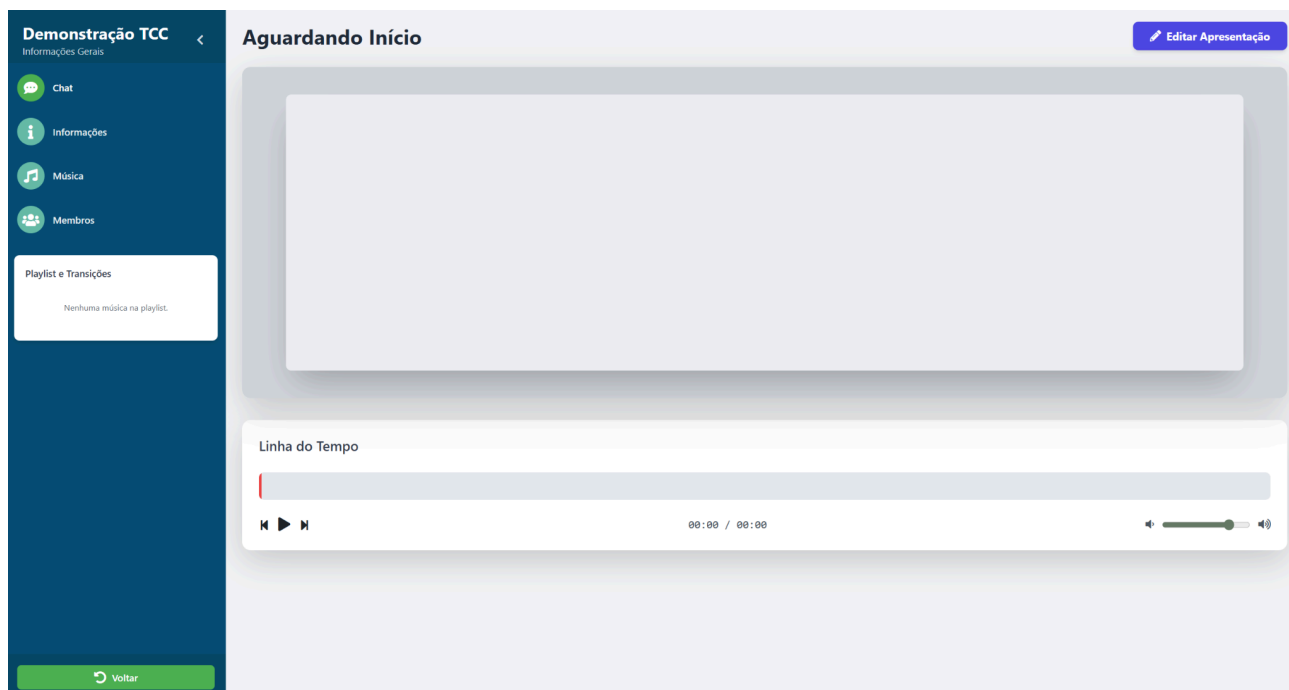 Demonstração TCC
Informações Gerais
Chat
Informações
Música
Membros
Playlist e Transições
Nenhuma música na playlist.
Voltar
Aguardando Início
Editar Apresentação
Linha do Tempo
00:00 / 00:00